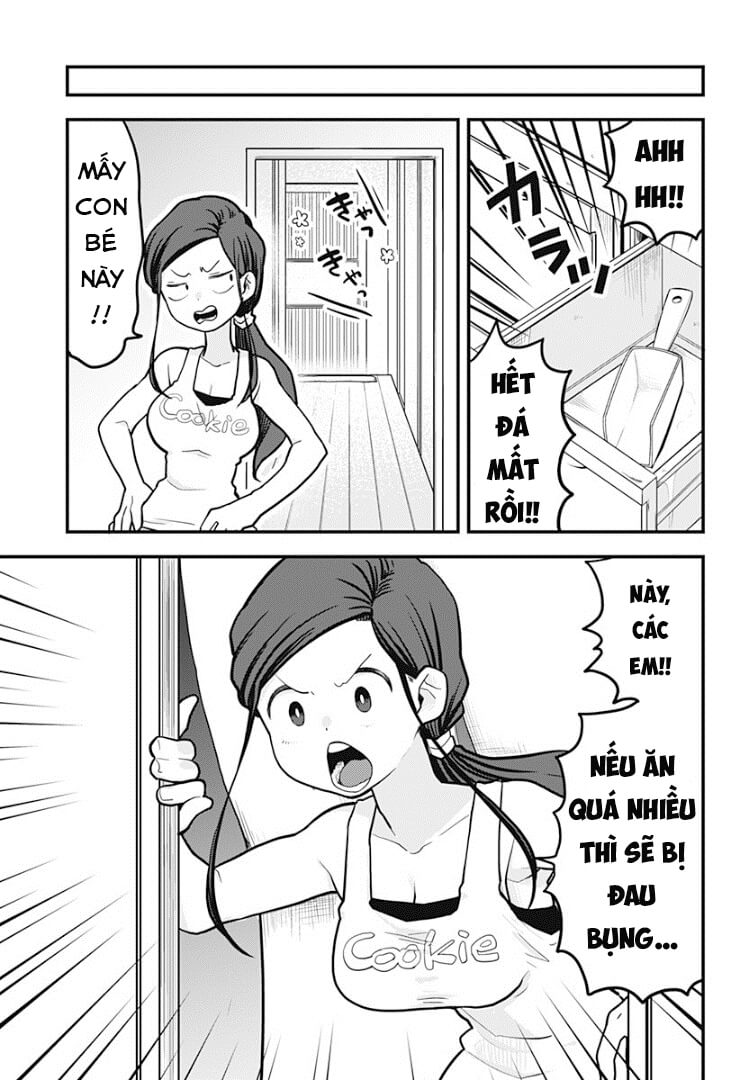 AHH
HH!!
ガッ
HẾT
ĐÁ
MẤT
RỒI!!
MẤY
CON
BÉ
NÀY
!!
きゃっ
きゃっ
Cookie
NÀY,
CÁC
EM!!
NẾU ĂN
QUÁ NHIỀU
THÌ SẼ BỊ
ĐAU
BỤNG...
Cookie